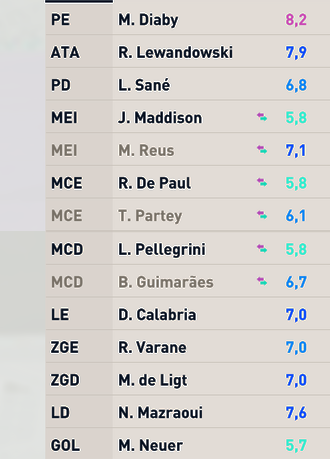 PE M. Diaby 8,2
ATA R. Lewandowski 7,9
PD L. Sané 6,8
MEI J. Maddison 5,8
MEI M. Reus 7,1
MCE R. De Paul 5,8
MCE T. Partey 6,1
MCD L. Pellegrini 5,8
MCD B. Guimarães 6,7
LE D. Calabria 7,0
ZGE R. Varane 7,0
ZGD M. de Ligt 7,0
LD N. Mazraoui 7,6
GOL M. Neuer 5,7